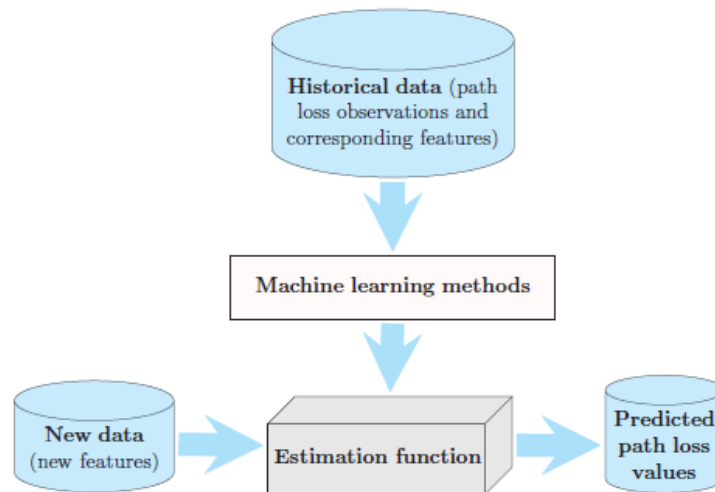 Historical data (path
loss observations and
corresponding features)
Machine learning methods
New data
(new features)
Estimation function
Predicted
path loss
values